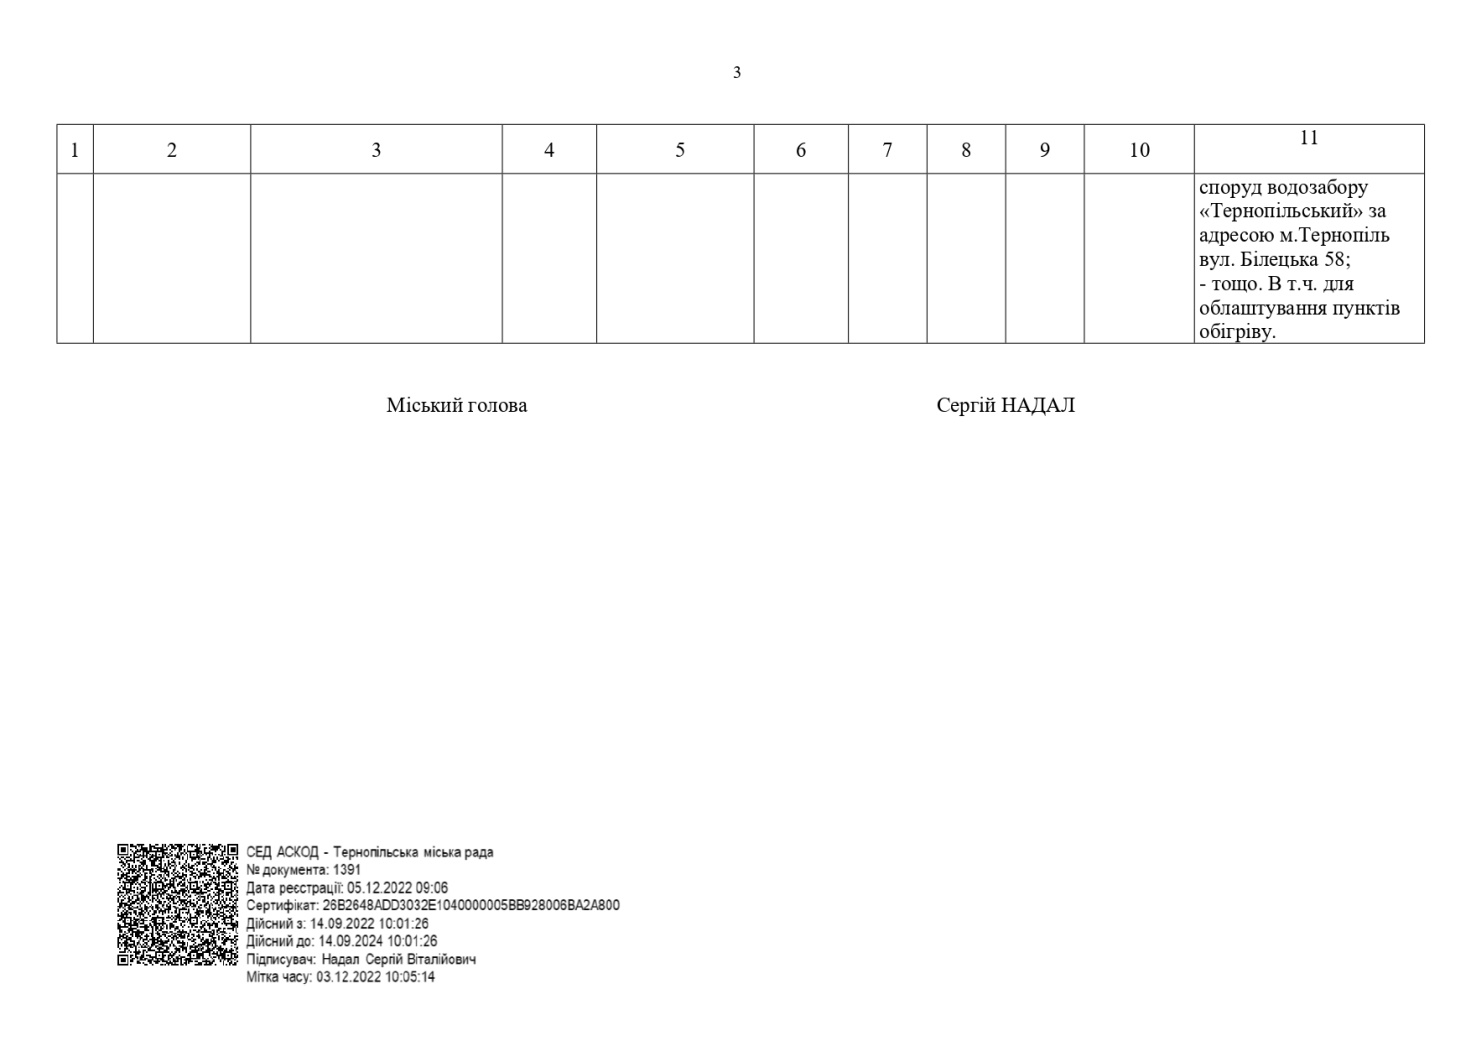 3
1 2 3 4 5 6 7 8 9 10 11
споруд водозабору
«Тернопільський» за
адресою м.Тернопіль
вул. Білецька 58;
- тощо. В т.ч. для
облаштування пунктів
обігріву.
Міський голова Сергій НАДАЛ
СЕД АСКОД - Тернопільська міська рада
№ документа: 1391
Дата реєстрації: 05.12.2022 09:06
Сертифікат: 26B2648ADD3032E1040000005BB928006BA2A800
Дійсний з: 14.09.2022 10:01:26
Дійсний до: 14.09.2024 10:01:26
Підписувач: Надал Сергій Віталійович
Мітка часу: 03.12.2022 10:05:14